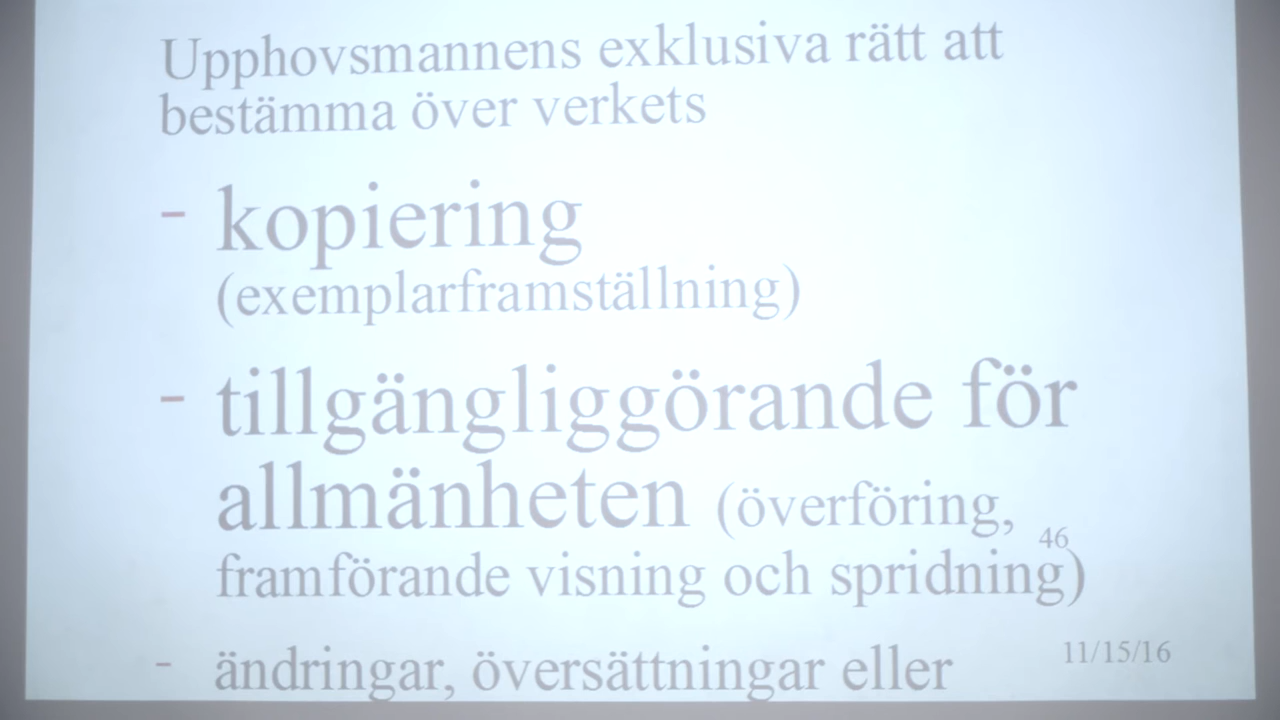 Upphovsmannens exklusiva rätt att
bestämma över verkets
- kopiering
(exemplarframställning)
- tillgängliggörande för
allmänheten (överföring,
46
framförande visning och spridning)
- ändringar, översättningar eller
11/15/16